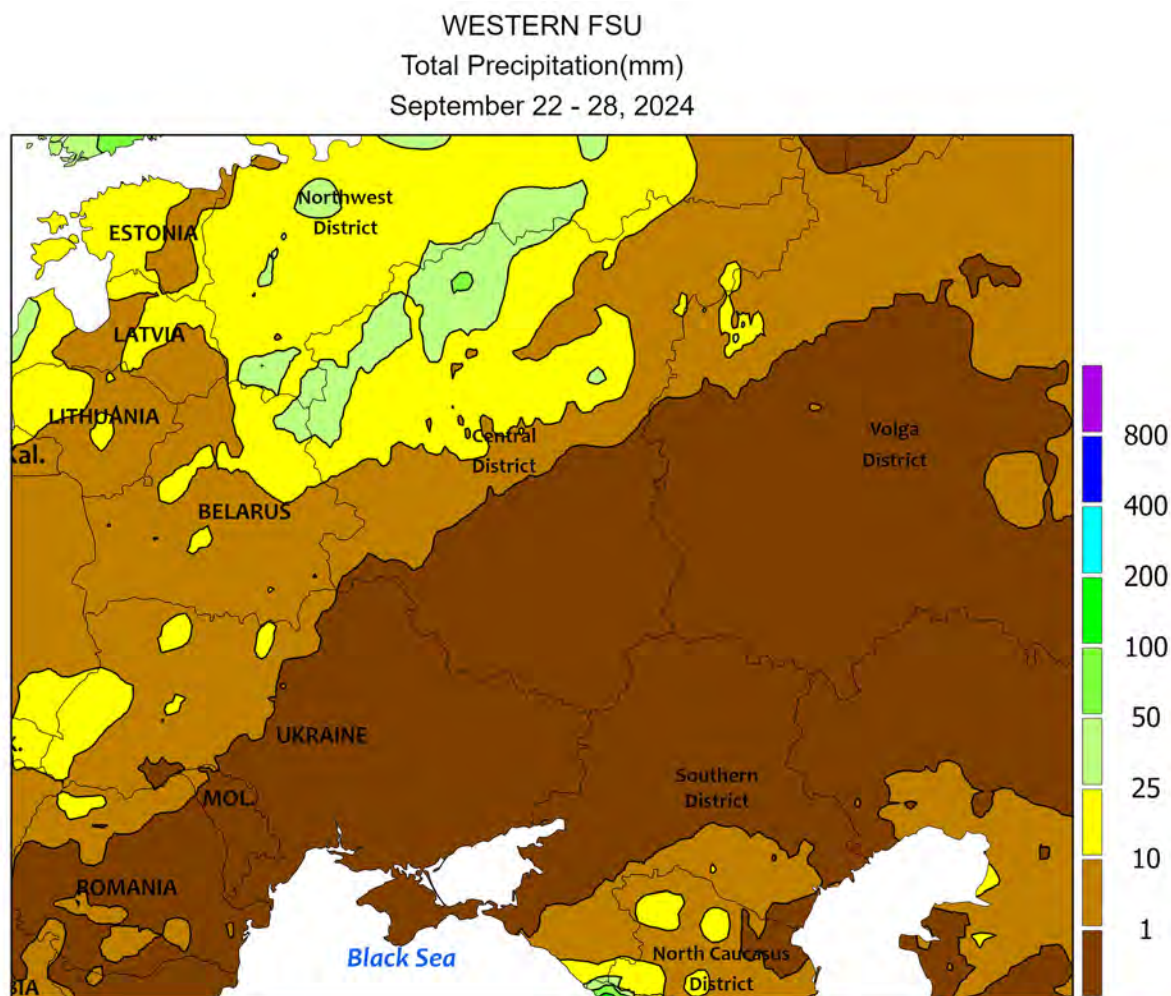 WESTERN FSU
Total Precipitation(mm)
September 22 - 28, 2024
Northwest
District
ESTONIA
LATVIA
LITHUANIA
Kal.
Central
District
Volga
District
BELARUS
UKRAINE
MOL.
Southern
District
ROMANIA
Black Sea
North Caucasus
District
800
400
200
100
50
25
10
1